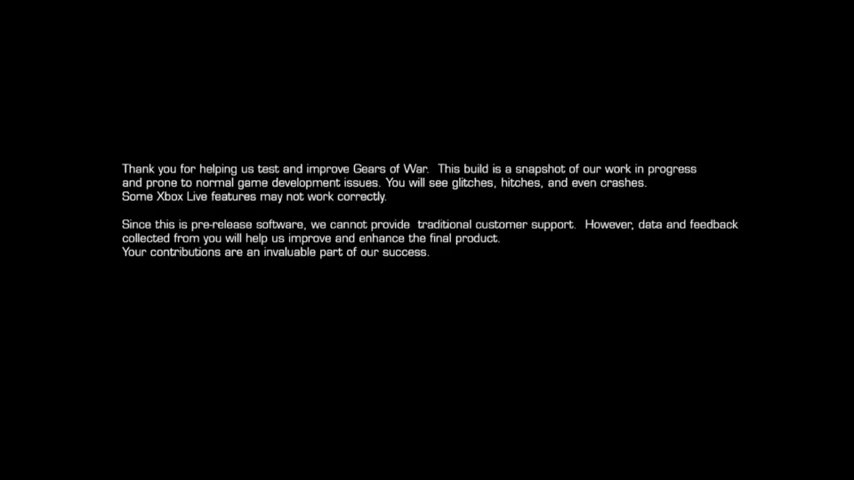 Thank you for helping us test and improve Gears of War.  This build is a snapshot of our work in progress
and prone to normal game development issues. You will see glitches, hitches, and even crashes.
Some Xbox Live features may not work correctly.
Since this is pre-release software, we cannot provide  traditional customer support.  However, data and feedback
collected from you will help us improve and enhance the final product.
Your contributions are an invaluable part of our success.